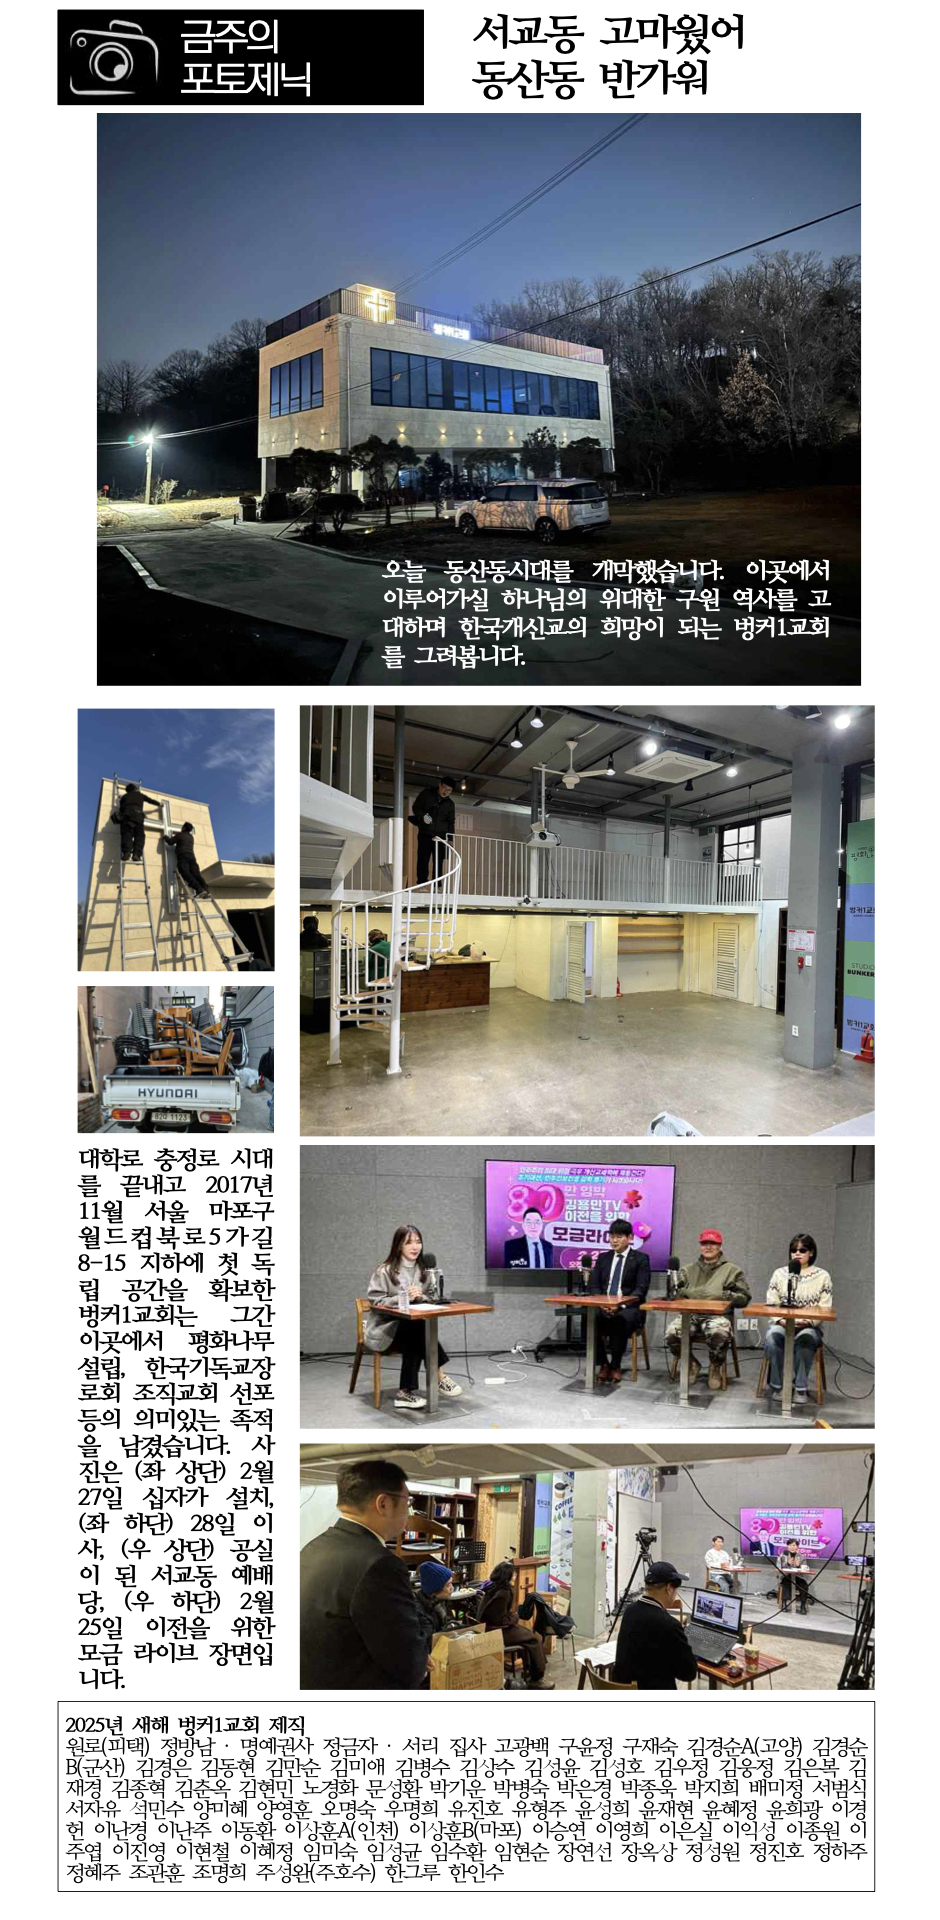 금주의
포토제닉
서교동 고마웠어
동산동 반가워
벙커1교회
오늘 동산동시대를 개막했습니다. 이곳에서
이루어가실 하나님의 위대한 구원 역사를 고
대하며 한국개신교의 희망이 되는 벙커1교회
를 그려봅니다.
벙커1교회
STUDIO
BUNKER
벙커1교회
HYUNDAI
80만 임박
김용민TV
이전을 위한
모금라이브
대학로 충정로 시대
를 끝내고 2017년
11월 서울 마포구
월드컵북로5가길
8-15 지하에 첫 독
립 공간을 확보한
벙커1교회는 그간
이곳에서 평화나무
설립, 한국기독교장
로회 조직교회 선포
등의 의미있는 족적
을 남겼습니다. 사
진은 (좌 상단) 2월
27일 십자가 설치,
(좌 하단) 28일 이
사, (우 상단) 공실
이 된 서교동 예배
당, (우 하단) 2월
25일 이전을 위한
모금 라이브 장면입
니다.
2025년 새해 벙커1교회 제직
원로(피택) 정방남 · 명예권사 정금자 · 서리 집사 고광백 구윤정 구재숙 김경순A(고양) 김경순
B(군산) 김경은 김동현 김만순 김미애 김병수 김상수 김성윤 김성호 김우정 김웅정 김은복 김
재경 김종혁 김춘옥 김현민 노경화 문성환 박기운 박병숙 박은경 박종욱 박지희 배미정 서범식
서자유 석민수 양미혜 양영훈 오명숙 우명희 유진호 유형주 윤성희 윤재현 윤혜정 윤희광 이경
헌 이난경 이난주 이동환 이상훈A(인천) 이상훈B(마포) 이승연 이영희 이은실 이익성 이종원 이
주엽 이진영 이현철 이혜정 임미숙 임성균 임수환 임현순 장연선 장옥상 정성원 정진호 정하주
정혜주 조관훈 조명희 주성완(주호수) 한그루 한인수